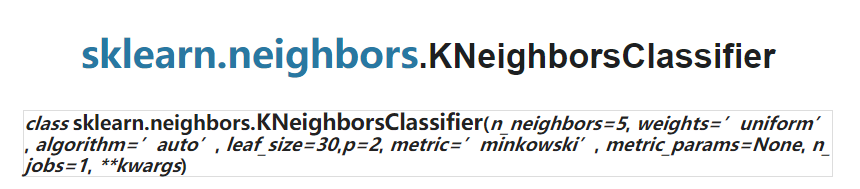 sklearn.neighbors.KNeighborsClassifier
class sklearn.neighbors.KNeighborsClassifier(n_neighbors=5, weights=’uniform’
, algorithm=’auto’, leaf_size=30,p=2, metric=’minkowski’, metric_params=None, n_
jobs=1, **kwargs)